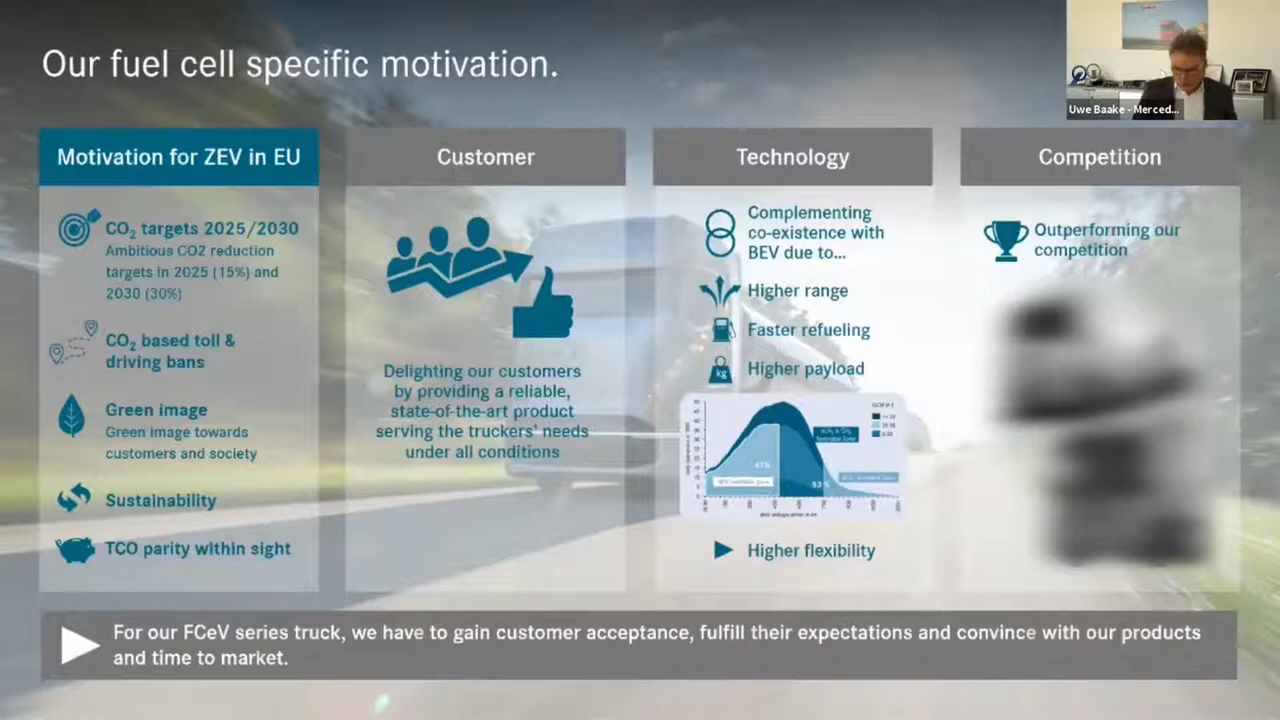 Our fuel cell specific motivation.
Uwe Baake - Merced...
Motivation for ZEV in EU
CO₂ targets 2025/2030
Ambitious CO2 reduction
targets in 2025 (15%) and
2030 (30%)
CO₂ based toll &
driving bans
Green image
Green image towards
customers and society
Sustainability
TCO parity within sight
Customer
Delighting our customers
by providing a reliable,
state-of-the-art product
serving the truckers' needs
under all conditions
Technology
Complementing
co-existence with
BEV due to...
Higher range
Faster refueling
kg
Higher payload
47%
53 %
Higher flexibility
Competition
Outperforming our
competition
For our FCeV series truck, we have to gain customer acceptance, fulfill their expectations and convince with our products
and time to market.